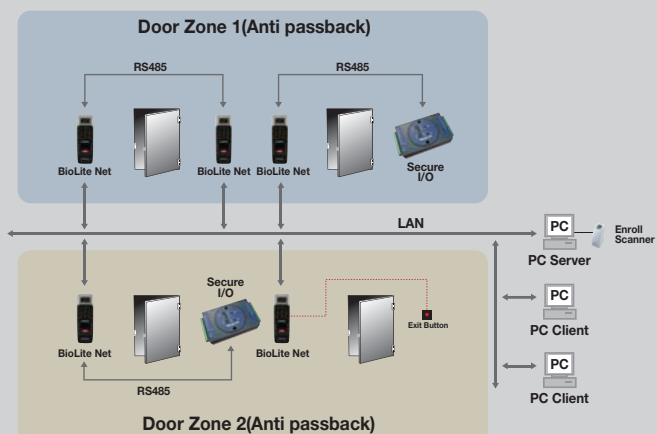 Door Zone 1(Anti passback)
RS485
RS485
BioLite Net
BioLite Net
BioLite Net
Secure
I/O
LAN
PC
Enroll
Scanner
PC Server
Secure
I/O
PC
BioLite Net
BioLite Net
Exit Button
PC Client
RS485
PC
PC Client
Door Zone 2(Anti passback)